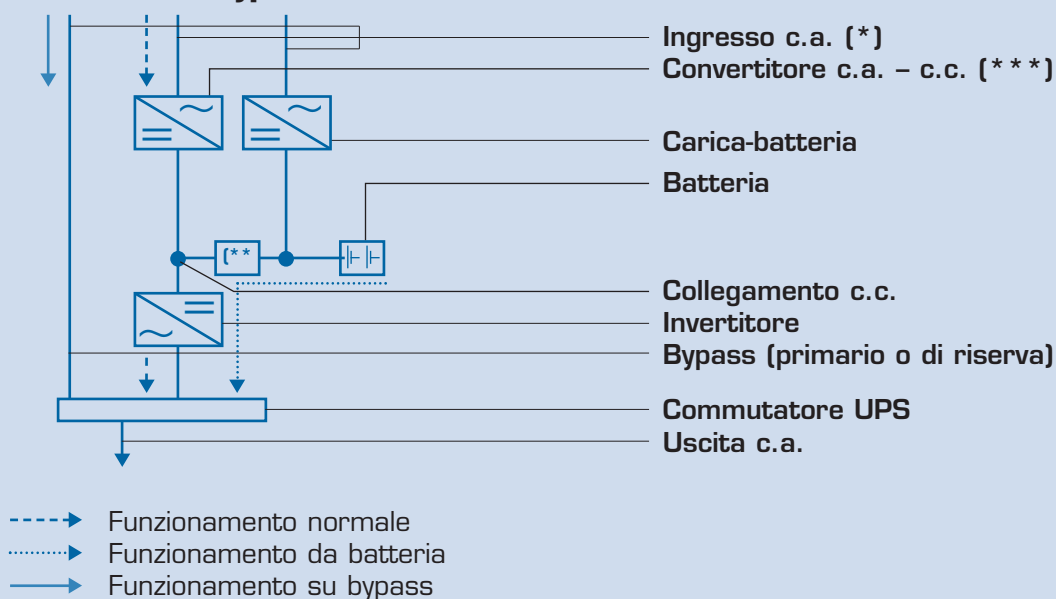 Ingresso c.a. (*)
Convertitore c.a. – c.c. (***)
Carica-batteria
Batteria
(**
Collegamento c.c.
Invertitore
Bypass (primario o di riserva)
Commutatore UPS
Uscita c.a.
Funzionamento normale
Funzionamento da batteria
Funzionamento su bypass